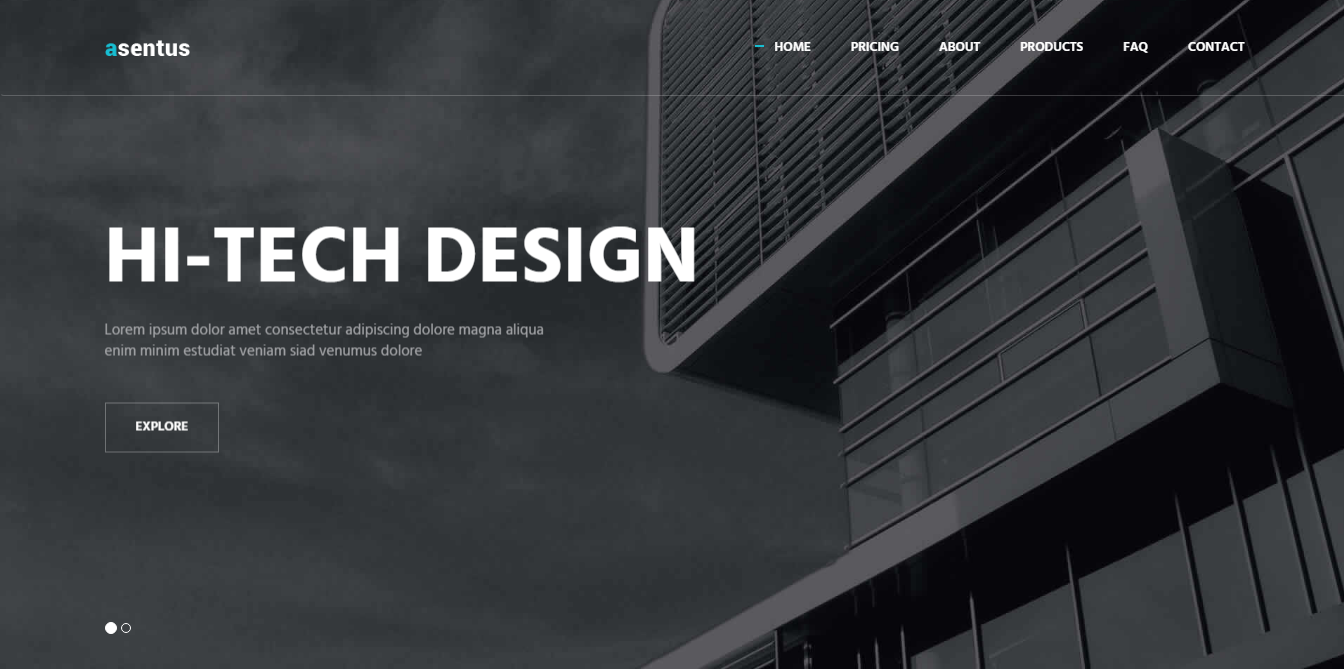 asentus
HOME PRICING ABOUT PRODUCTS FAQ CONTACT
HI-TECH DESIGN
Lorem ipsum dolor amet consectetur adipiscing dolore magna aliqua
enim minim estudiat veniam siad venumus dolore
EXPLORE